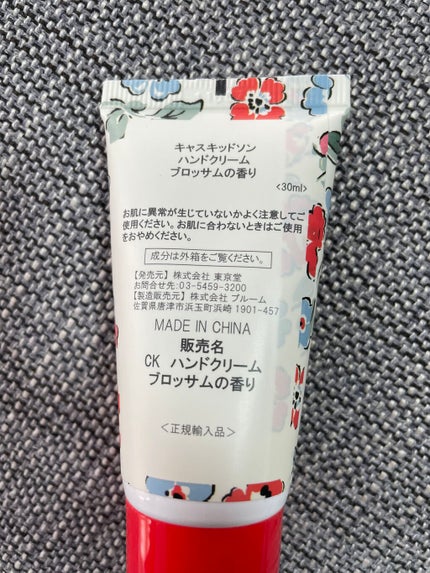 キャスキッドソン
ハンドクリーム
ブロッサムの香り
<30ml>
お肌に異常が生じていないかよく注意してご
使用ください。お肌に合わないときはご使用
をおやめください。
成分は外箱をご覧ください。
【発売元】株式会社 東京堂
お問合せ先:03-5459-3200
【製造販売元】株式会社 ブルーム
佐賀県唐津市浜玉町浜崎 1901-457
MADE IN CHINA
販売名
CK ハンドクリーム
ブロッサムの香り
<正規輸入品>